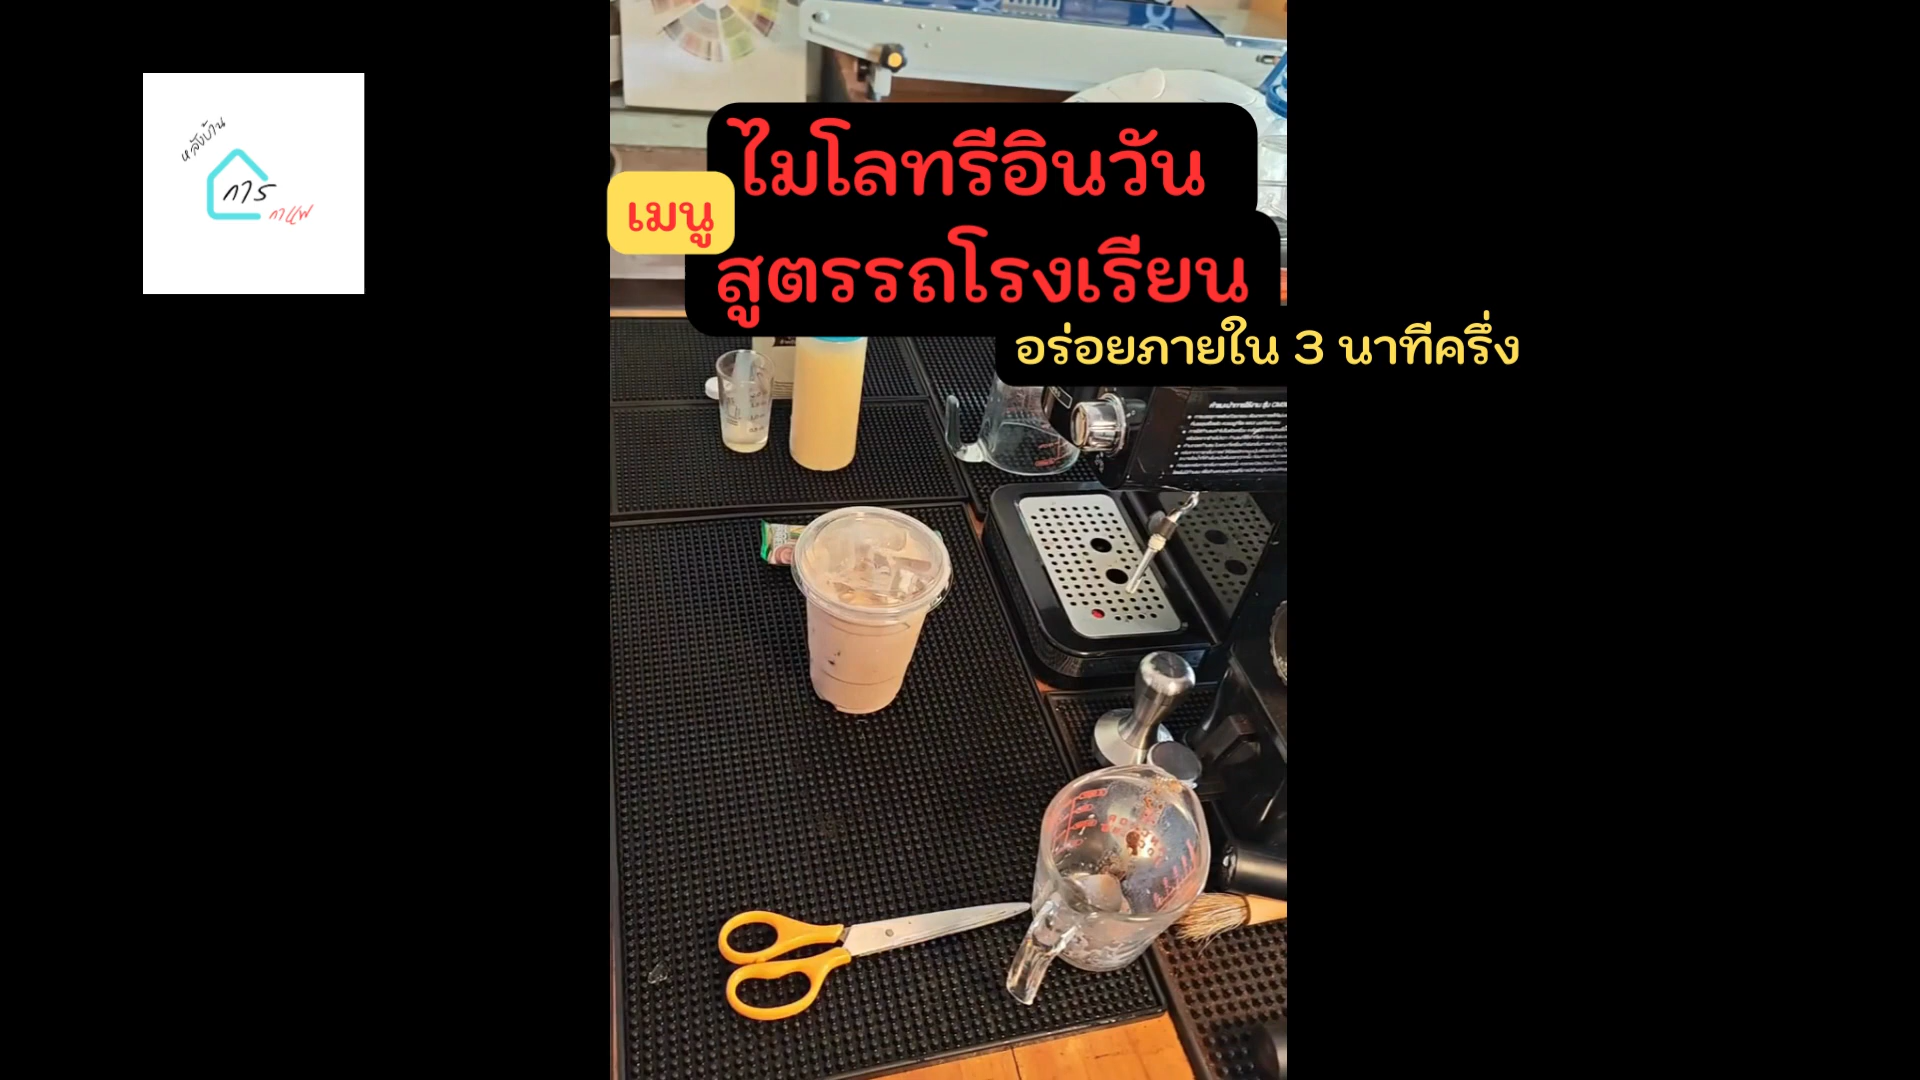 หลังบ้าน
การ
กาแฟ
เมนู
ไมโลทรีอินวัน
สูตรรถโรงเรียน
อร่อยภายใน 3 นาทีครึ่ง